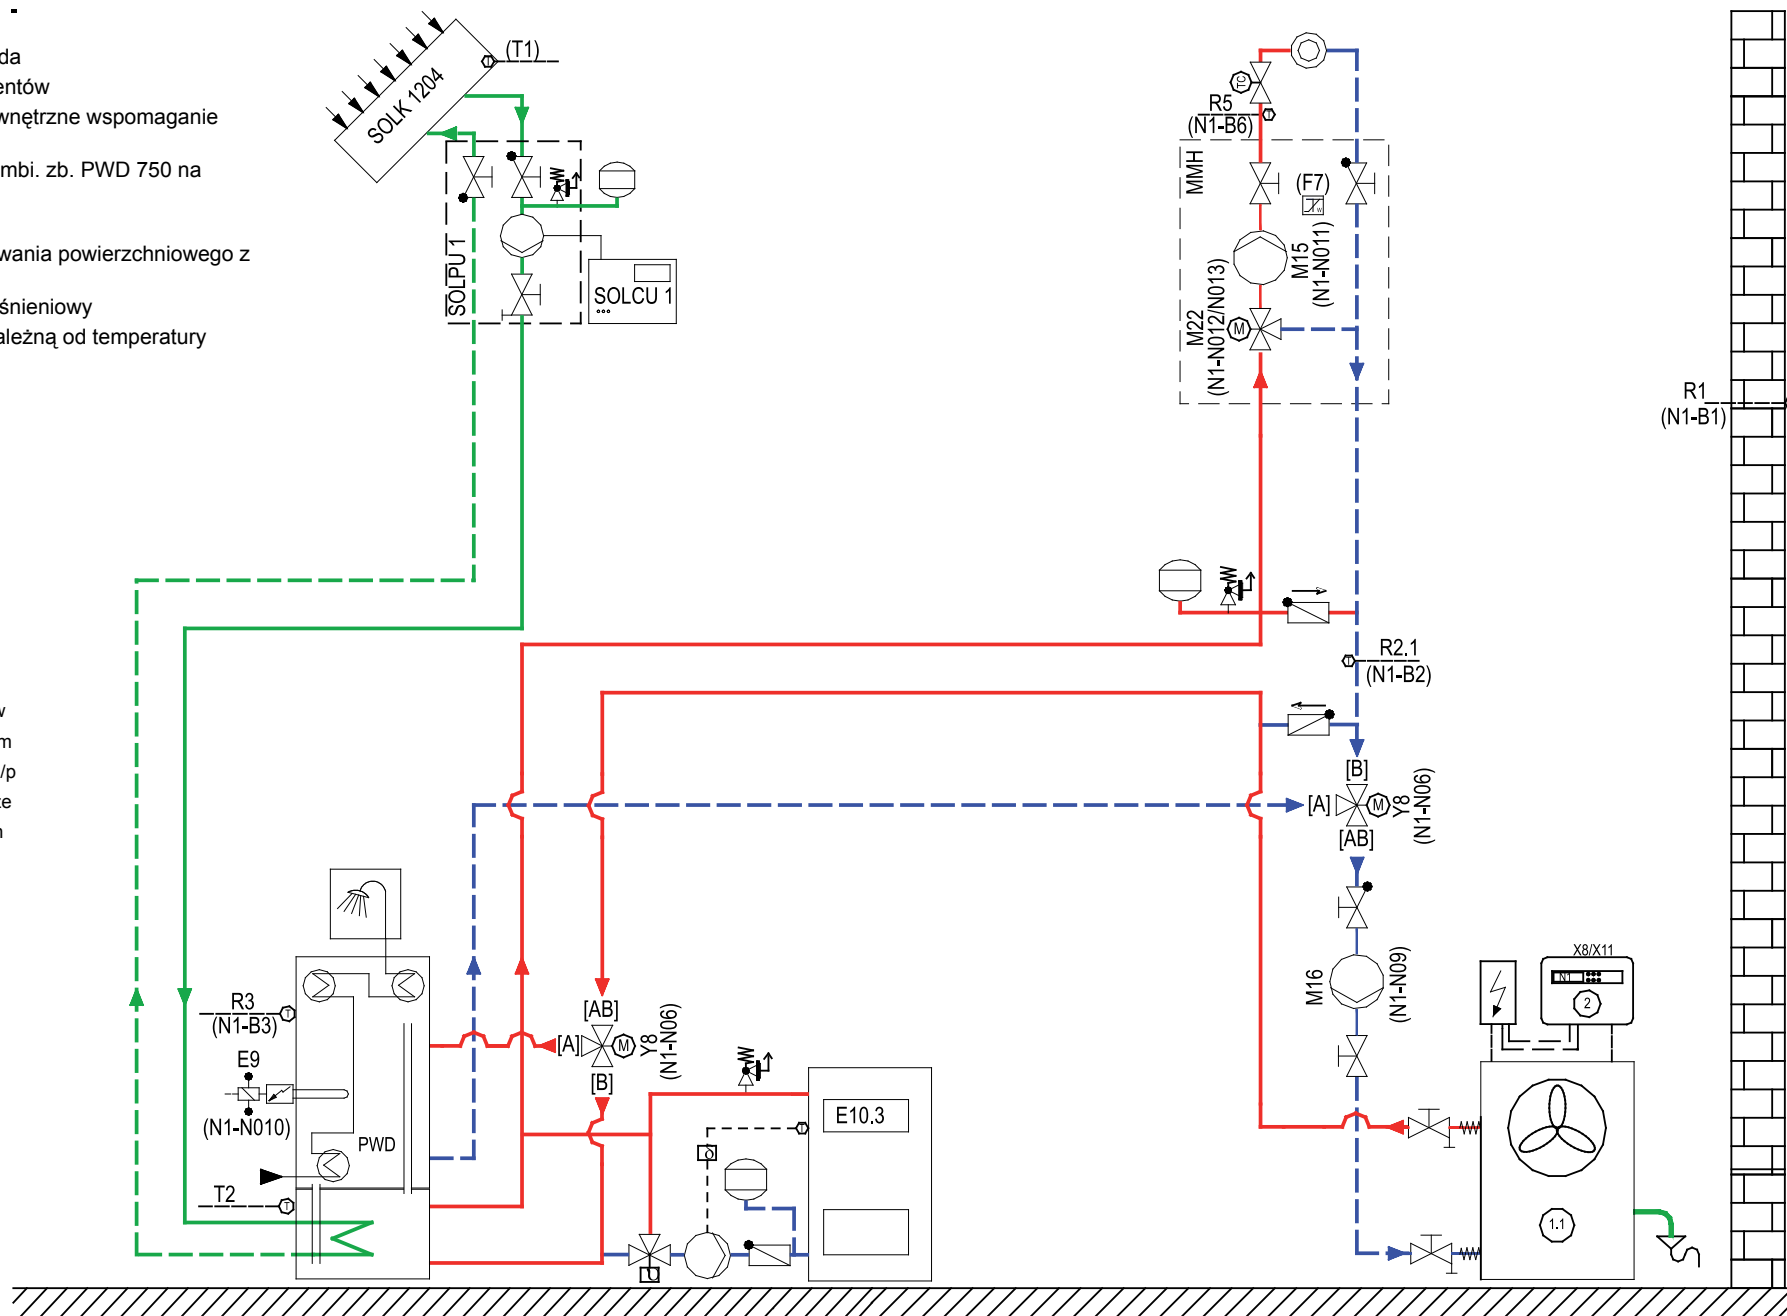 da
entów
wnętrzne wspomaganie
mbi. zb. PWD 750 na
wania powierzchniowego z
śnieniowy
ależną od temperatury
w
m
/p
te
n
(T1)
SOLK 1204
SOLPU 1
SOLCU 1
TC
R5
(N1-B6)
MMH
(F7)
W
M15
(N1-N011)
M22
(N1-N012/N013)
M
R1
(N1-B1)
R2.1
(N1-B2)
[B]
[A]
M
Y8
(N1-N06)
[AB]
M16
(N1-N09)
X8/X11
N1
2
1.1
R3
(N1-B3)
T
E9
(N1-N010)
PWD
T2
T
[AB]
[A]
M
Y8
(N1-N06)
[B]
E10.3